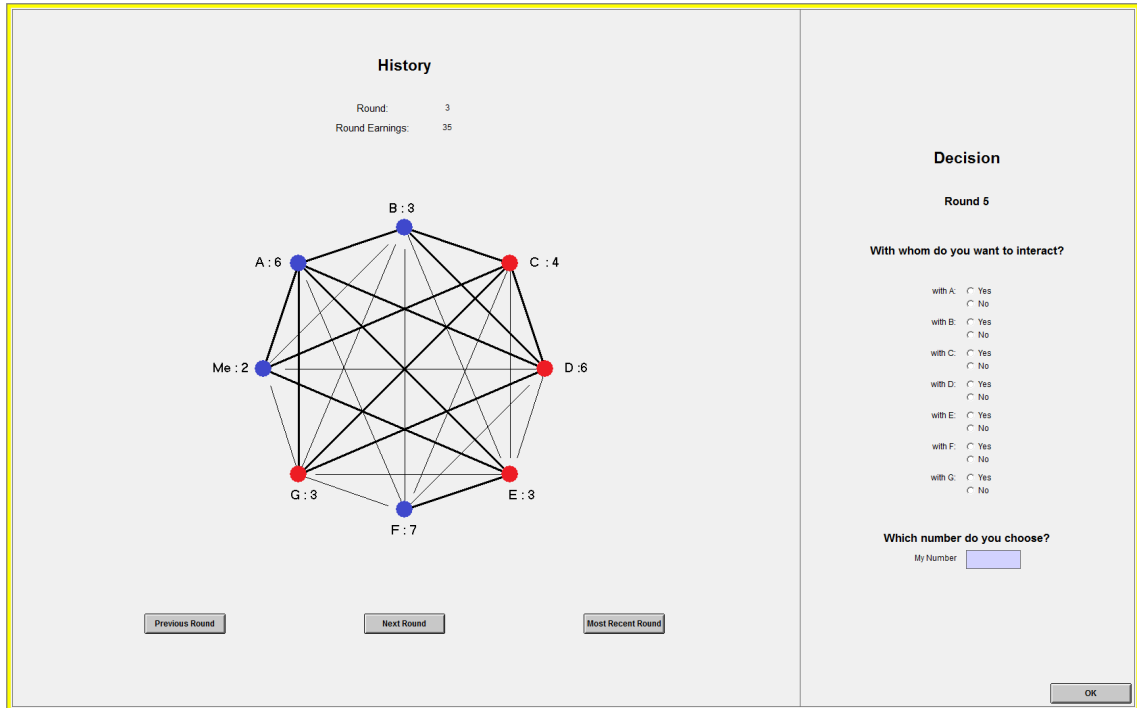 History
Round: 3
Round Earnings: 35
B : 3
A : 6
C : 4
Me : 2
D :6
G : 3
E : 3
F : 7
Previous Round
Next Round
Most Recent Round
Decision
Round 5
With whom do you want to interact?
with A: Yes
No
with B: Yes
No
with C: Yes
No
with D: Yes
No
with E: Yes
No
with F: Yes
No
with G: Yes
No
Which number do you choose?
My Number
OK